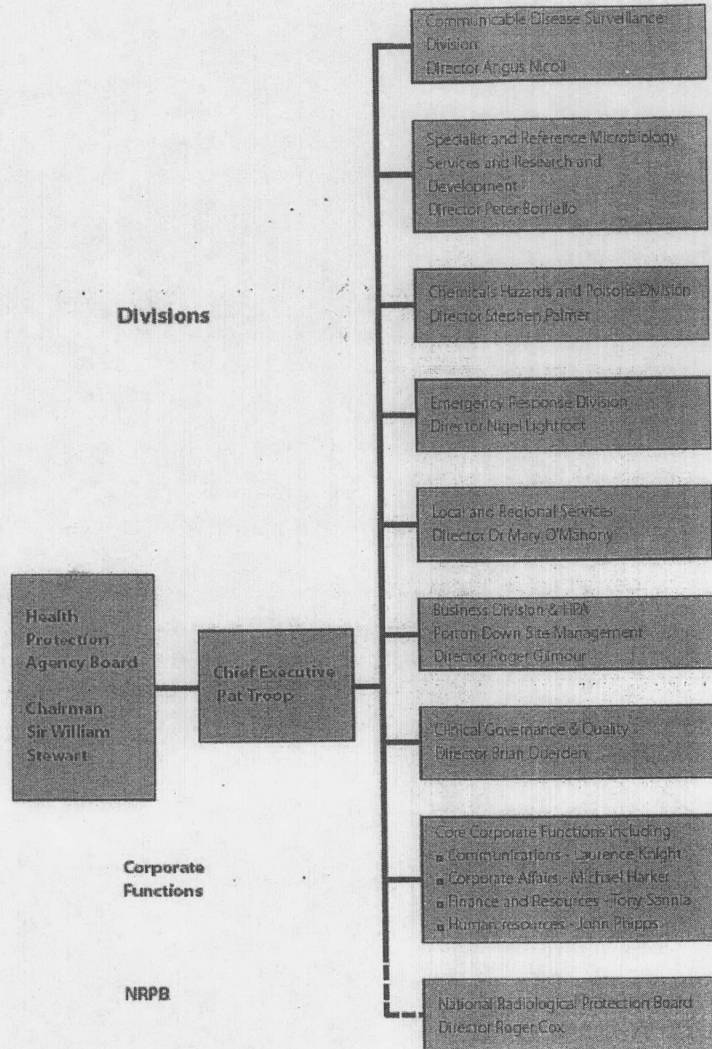 Communicable Disease Surveillance
Division
Director Angus Nicoll
Specialist and Reference Microbiology
Services and Research and
Development
Director Peter Borriello
Divisions
Chemicals Hazards and Poisons Division
Director Stephen Palmer
Emergency Response Division
Director Nigel Lightfoot
Local and Regional Services
Director Dr Mary O'Mahony
Health
Protection
Agency Board
Chairman
Sir William
Stewart
Chief Executive
Pat Troop
Business Division & HPA
Porton Down Site Management
Director Roger Gilmour
Clinical Governance & Quality
Director Brian Duerden
Corporate
Functions
Core Corporate Functions including
Communications - Laurence Knight
Corporate Affairs - Michael Harker
Finance and Resources - Tony Sannia
Human resources - John Phipps
NRPB
National Radiological Protection Board
Director Roger Cox